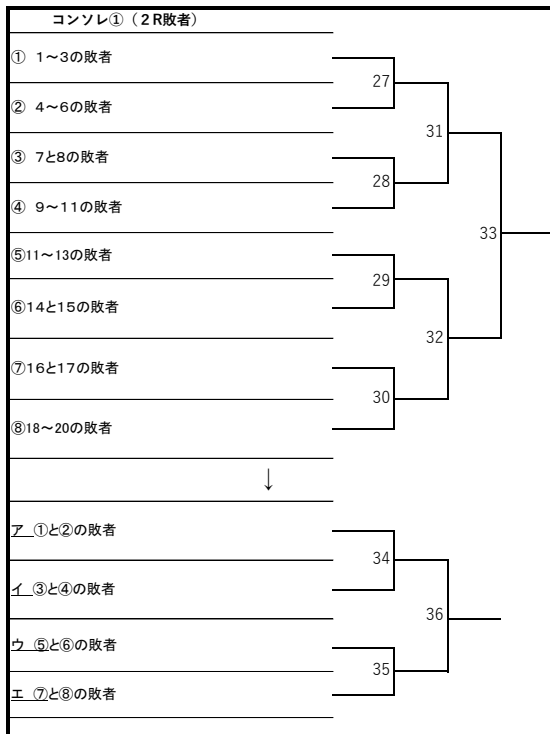 コンソレ①（２R敗者）
① １～３の敗者
27
② ４～６の敗者
31
③ ７と８の敗者
28
④ ９～１１の敗者
33
⑤11～13の敗者
29
⑥14と15の敗者
32
⑦16と17の敗者
30
⑧18～20の敗者
↓
ア ①と②の敗者
34
イ ③と④の敗者
36
ウ ⑤と⑥の敗者
35
エ ⑦と⑧の敗者